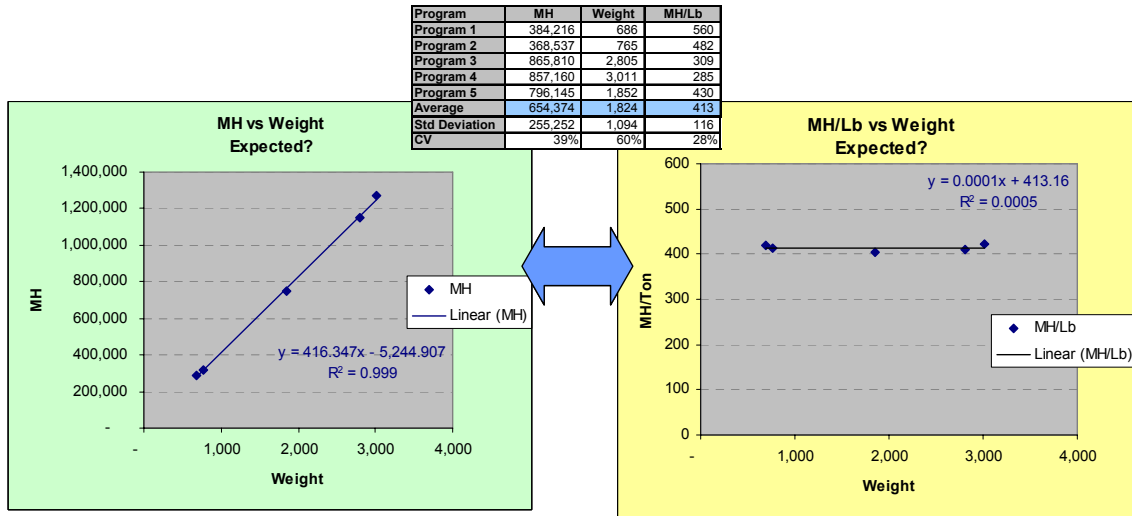 Program MH Weight MH/Lb
Program 1 384,216 686 560
Program 2 368,537 765 482
Program 3 865,810 2,805 309
Program 4 857,160 3,011 285
Program 5 796,145 1,852 430
Average 654,374 1,824 413
Std Deviation 255,252 1,094 116
CV 39% 60% 28%
MH vs Weight
Expected?
1,400,000
1,200,000
1,000,000
800,000
600,000
400,000
200,000
-
MH
- 1,000 2,000 3,000 4,000
Weight
MH
Linear (MH)
y = 416.347x - 5,244.907
R² = 0.999
MH/Lb vs Weight
Expected?
600
500
400
300
200
100
0
MH/Ton
- 1,000 2,000 3,000 4,000
Weight
y = 0.0001x + 413.16
R² = 0.0005
MH/Lb
Linear (MH/Lb)